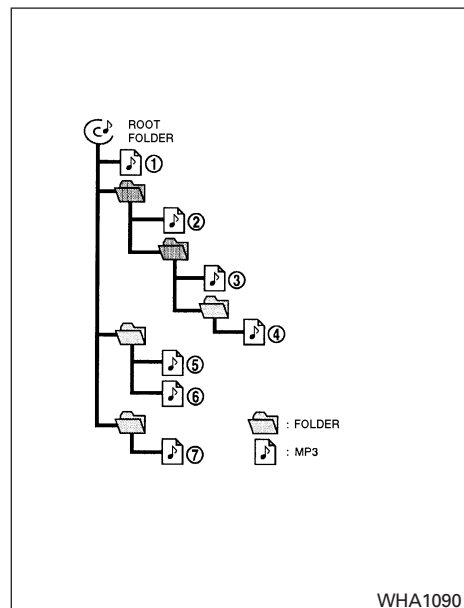 ROOT
FOLDER
①
②
③
④
⑤
⑥
⑦
: FOLDER
: MP3
WHA1090